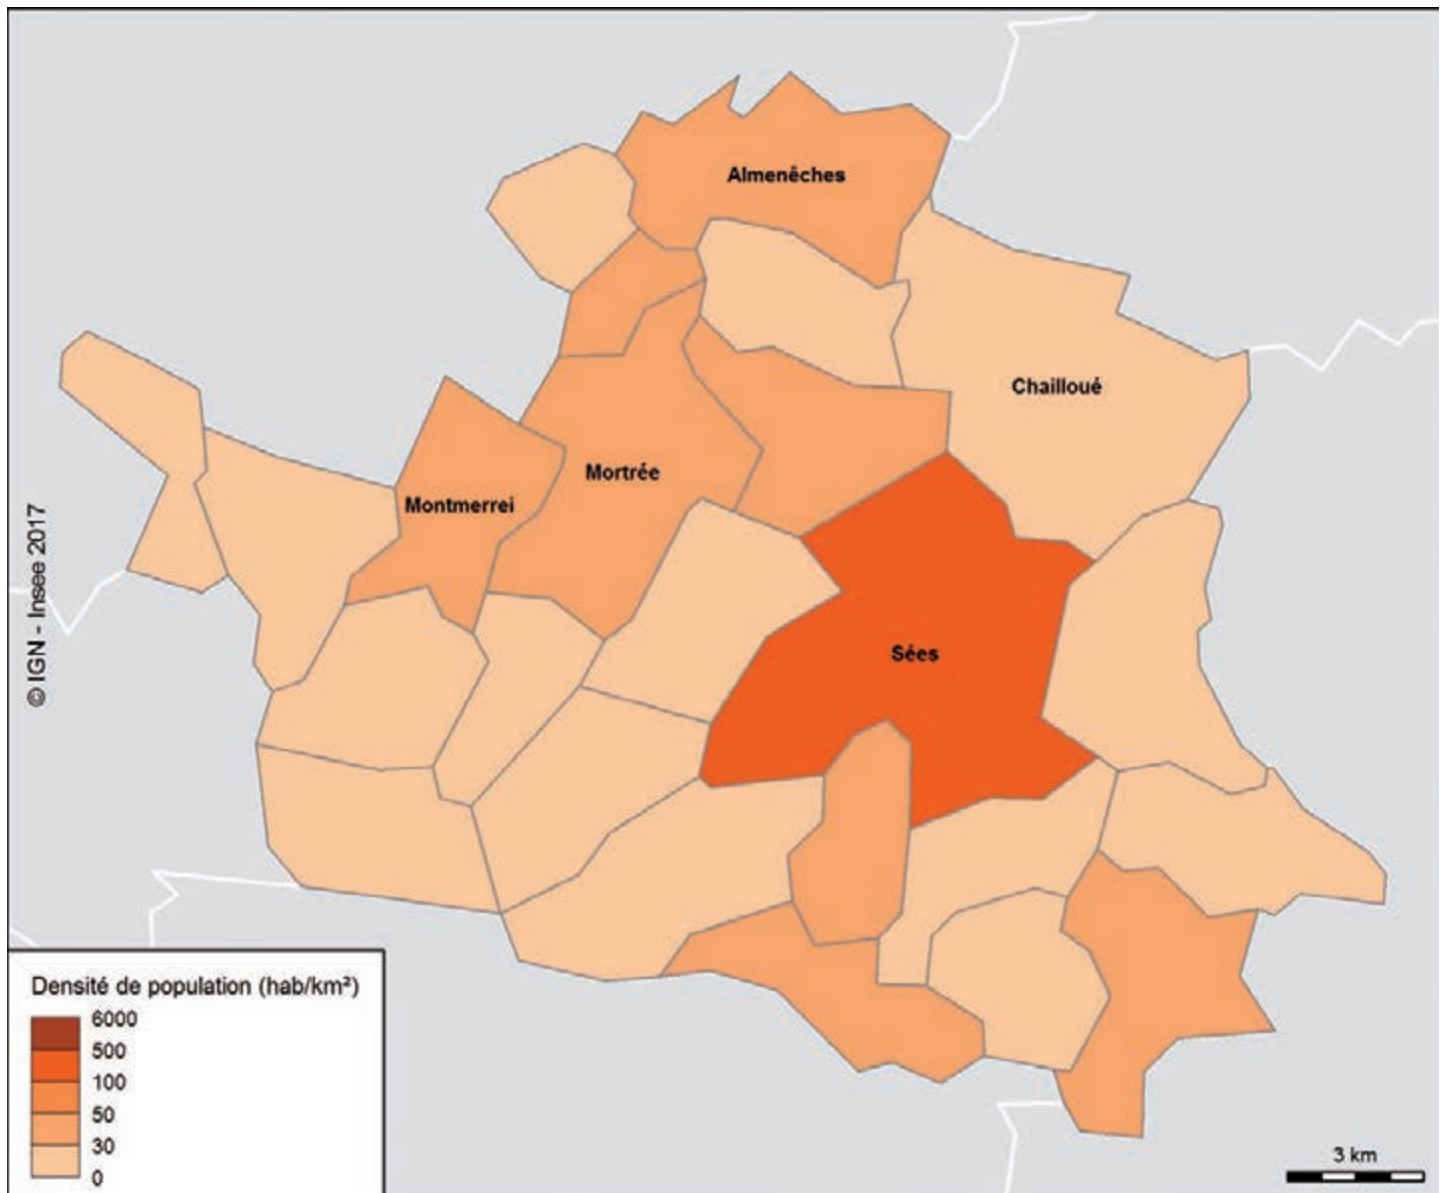 Almenêches
Chailloué
Mortrée
Montmerrei
Sées
© IGN - Insee 2017
Densité de population (hab/km²)
6000
500
100
50
30
0
3 km